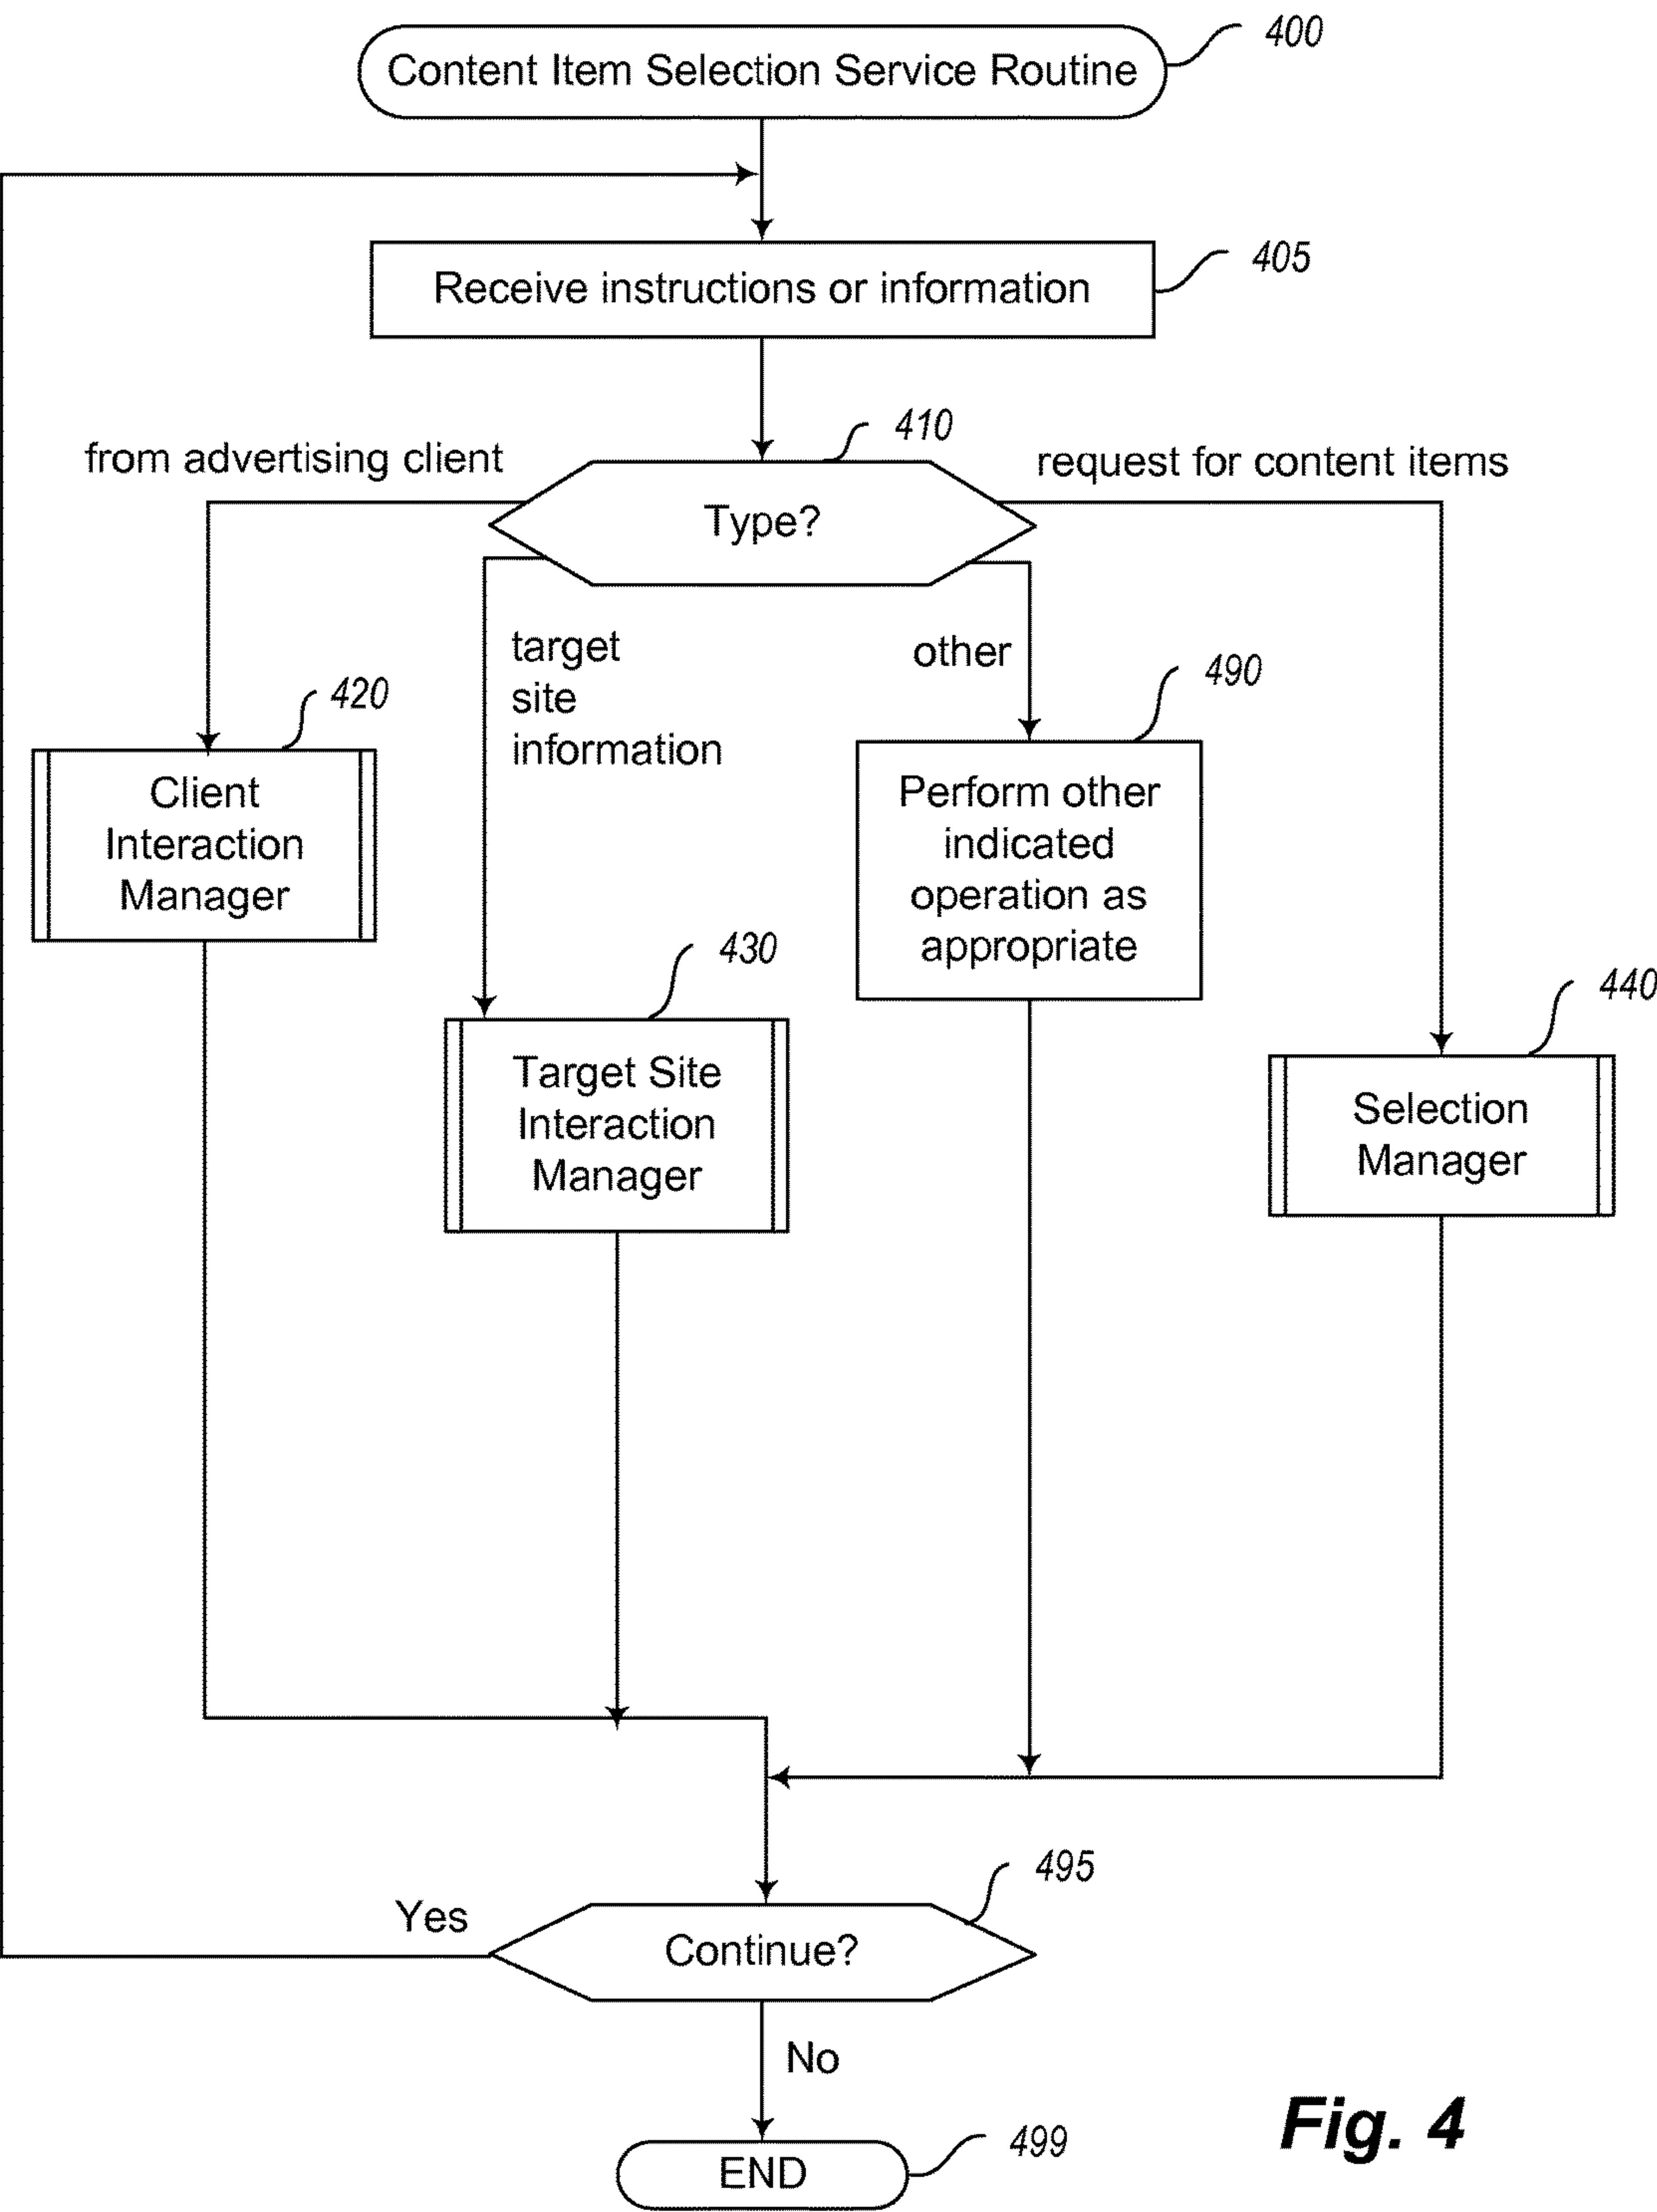 400
Content Item Selection Service Routine
405
Receive instructions or information
410
from advertising client
request for content items
Type?
target
site
information
other
420
490
Client
Interaction
Manager
Perform other
indicated
operation as
appropriate
430
440
Target Site
Interaction
Manager
Selection
Manager
495
Yes
Continue?
No
499
END
Fig. 4